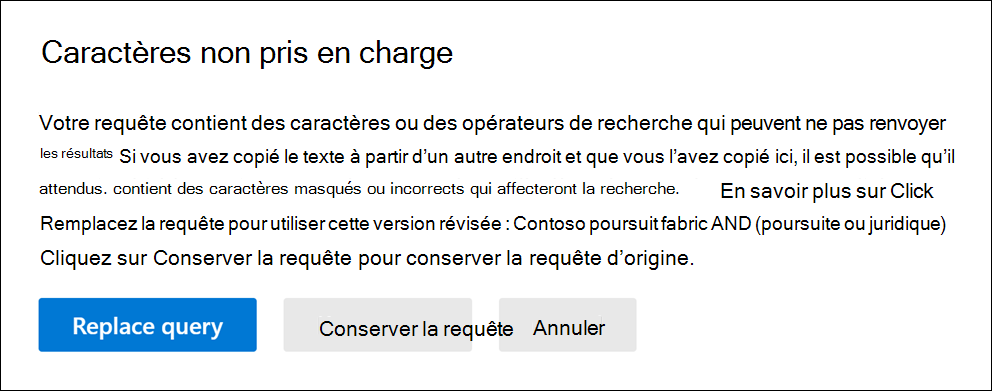 Caractères non pris en charge
Votre requête contient des caractères ou des opérateurs de recherche qui peuvent ne pas renvoyer
les résultats Si vous avez copié le texte à partir d’un autre endroit et que vous l’avez copié ici, il est possible qu’il
attendus. contient des caractères masqués ou incorrects qui affecteront la recherche. En savoir plus sur Click
Remplacez la requête pour utiliser cette version révisée : Contoso poursuit fabric AND (poursuite ou juridique)
Cliquez sur Conserver la requête pour conserver la requête d’origine.
Replace query Conserver la requête Annuler